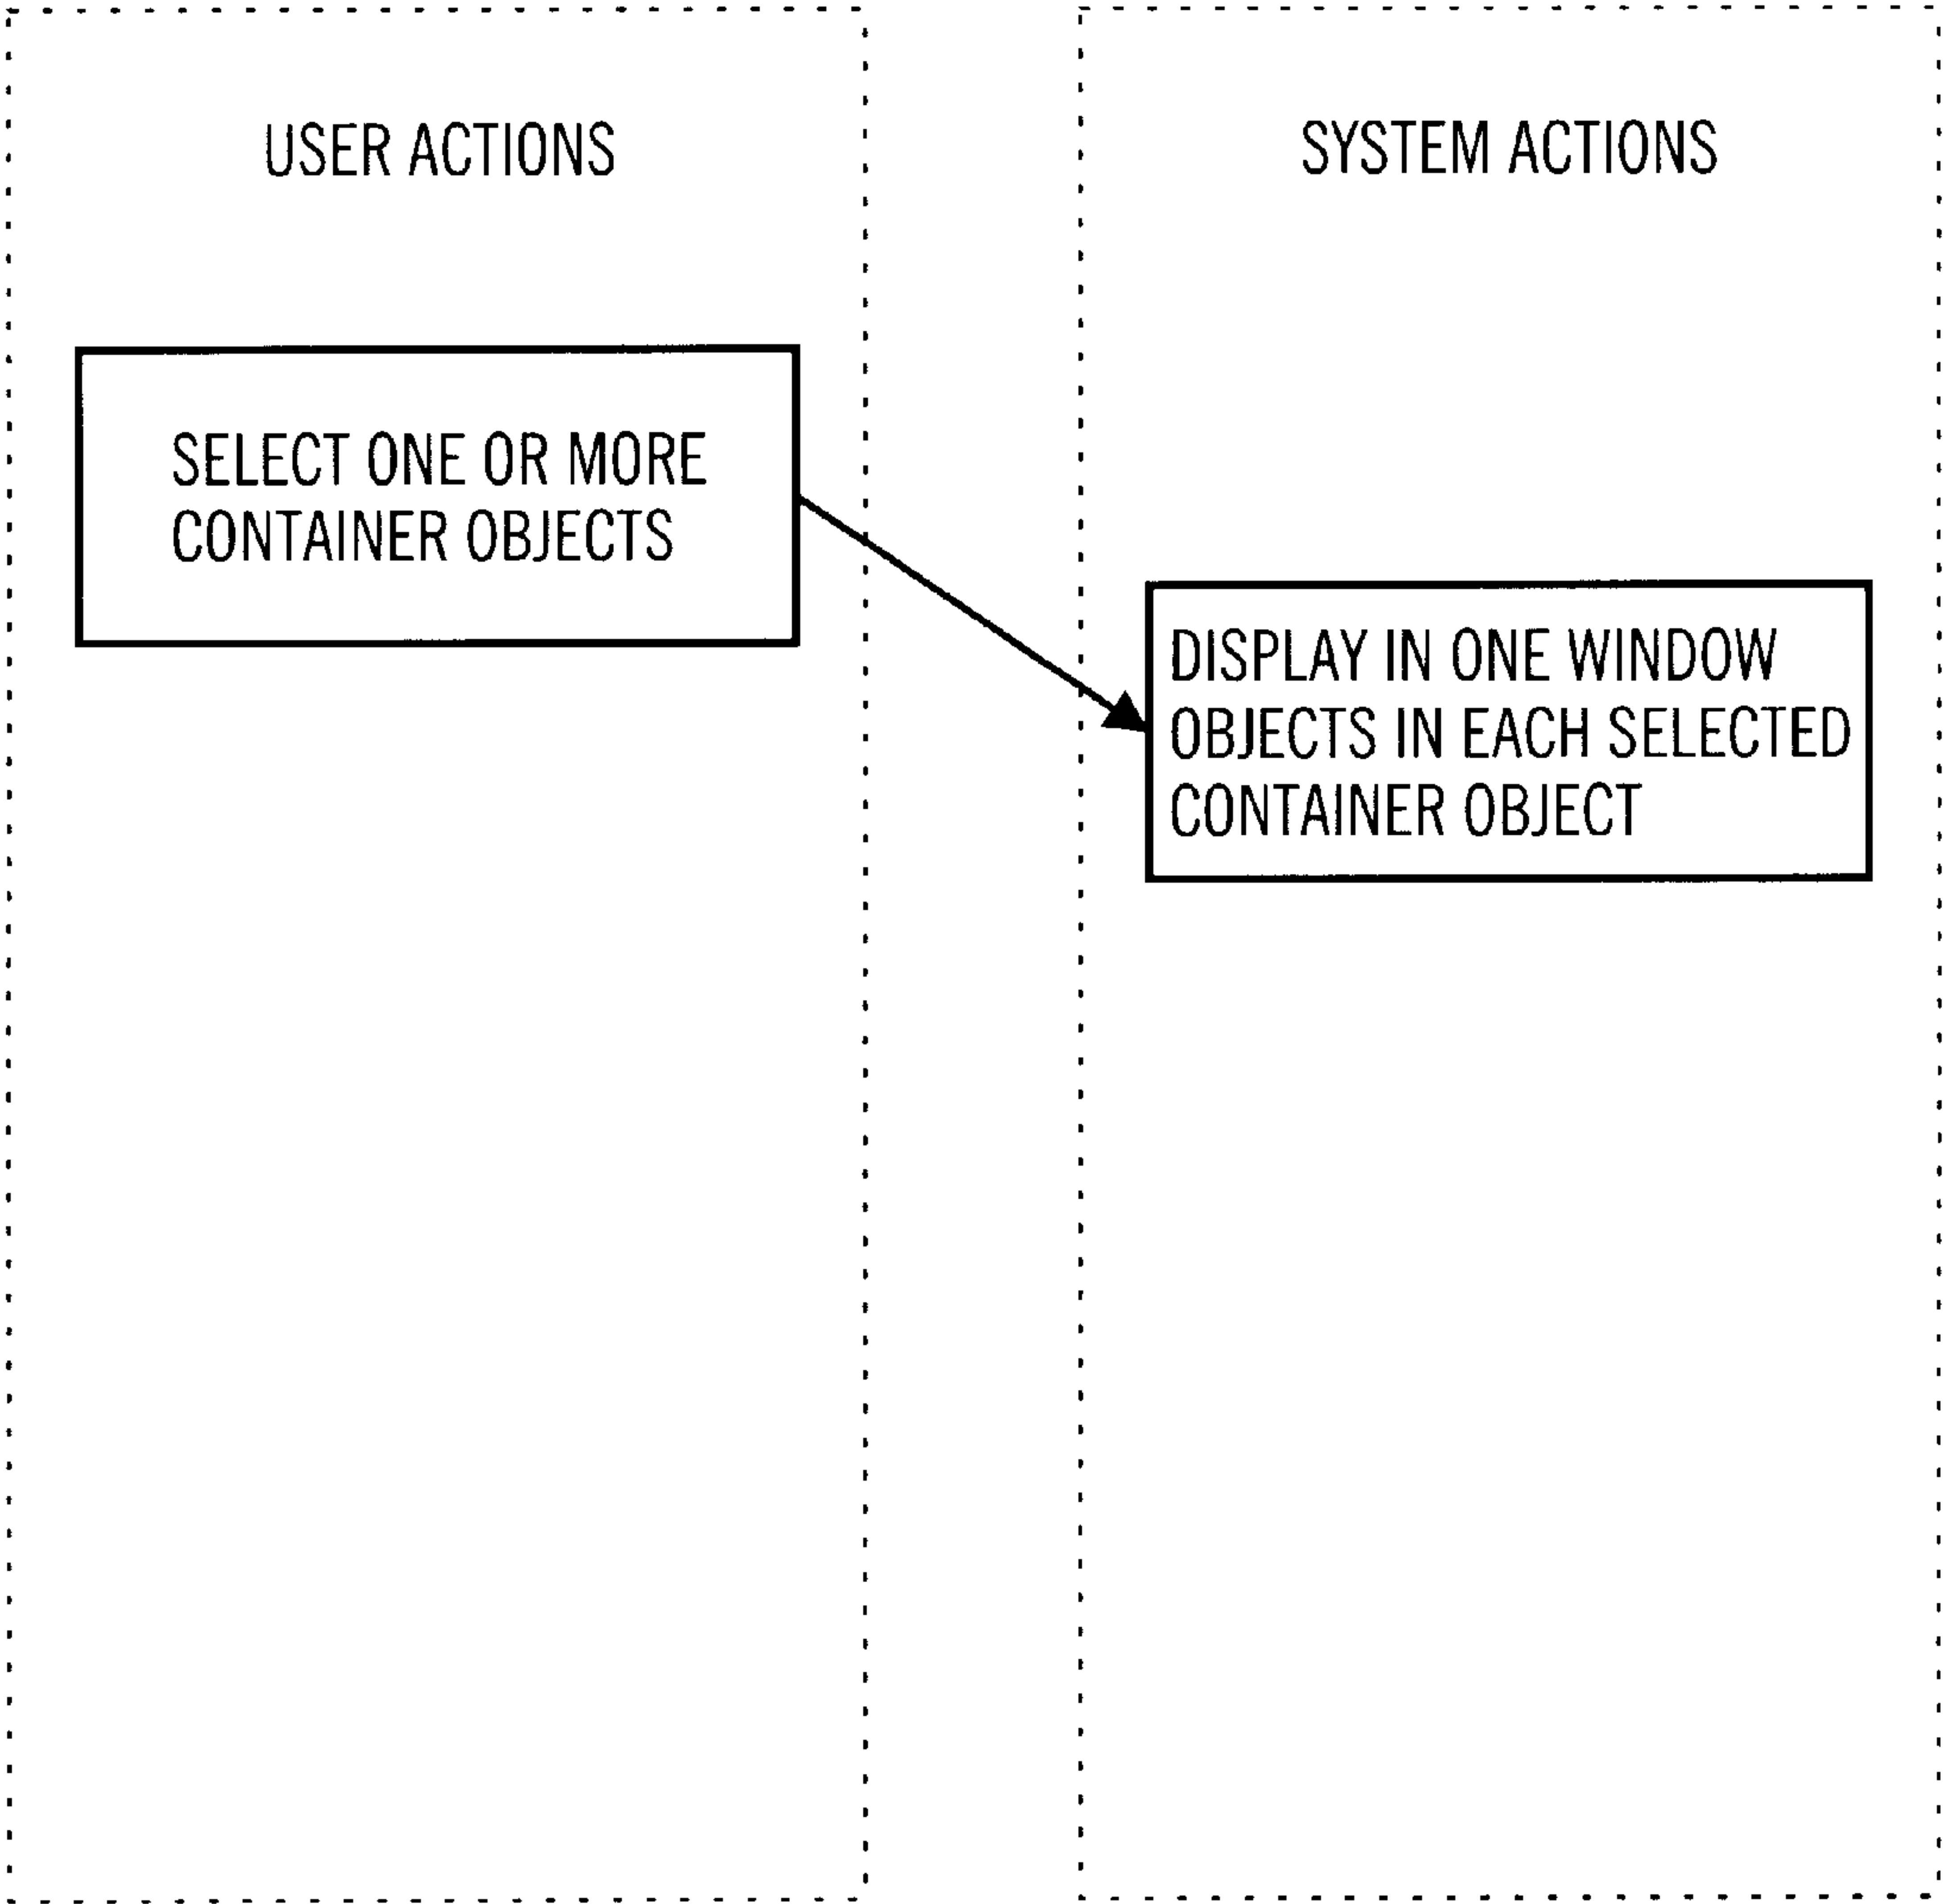 USER ACTIONS
SELECT ONE OR MORE
CONTAINER OBJECTS
SYSTEM ACTIONS
DISPLAY IN ONE WINDOW
OBJECTS IN EACH SELECTED
CONTAINER OBJECT